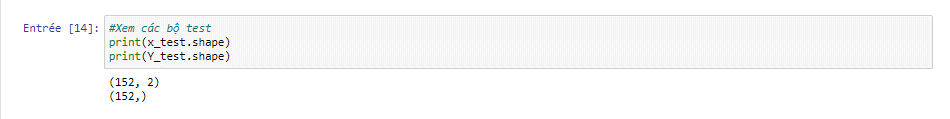 Entrée [14]: #Xem các bộ test
print(x_test.shape)
print(Y_test.shape)
(152, 2)
(152,)